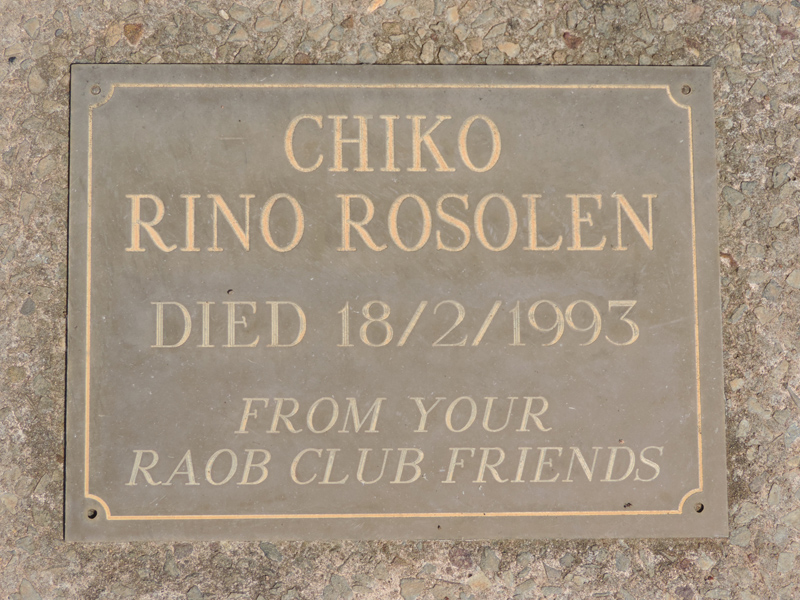 CHIKO
RINO ROSOLEN
DIED 18/2/1993
FROM YOUR
RAOB CLUB FRIENDS